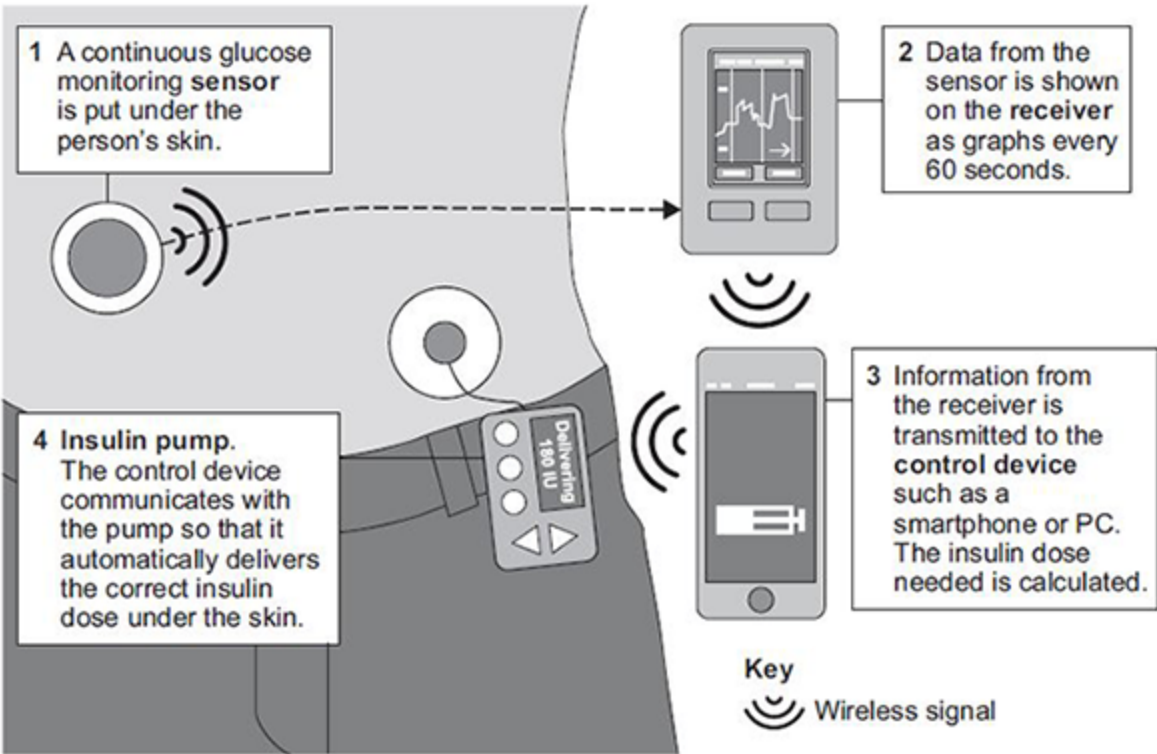 1 A continuous glucose
monitoring sensor
is put under the
person's skin.
2 Data from the
sensor is shown
on the receiver
as graphs every
60 seconds.
3 Information from
the receiver is
transmitted to the
control device
such as a
smartphone or PC.
The insulin dose
needed is calculated.
4 Insulin pump.
The control device
communicates with
the pump so that it
automatically delivers
the correct insulin
dose under the skin.
Delivering
180 IU
Key
Wireless signal